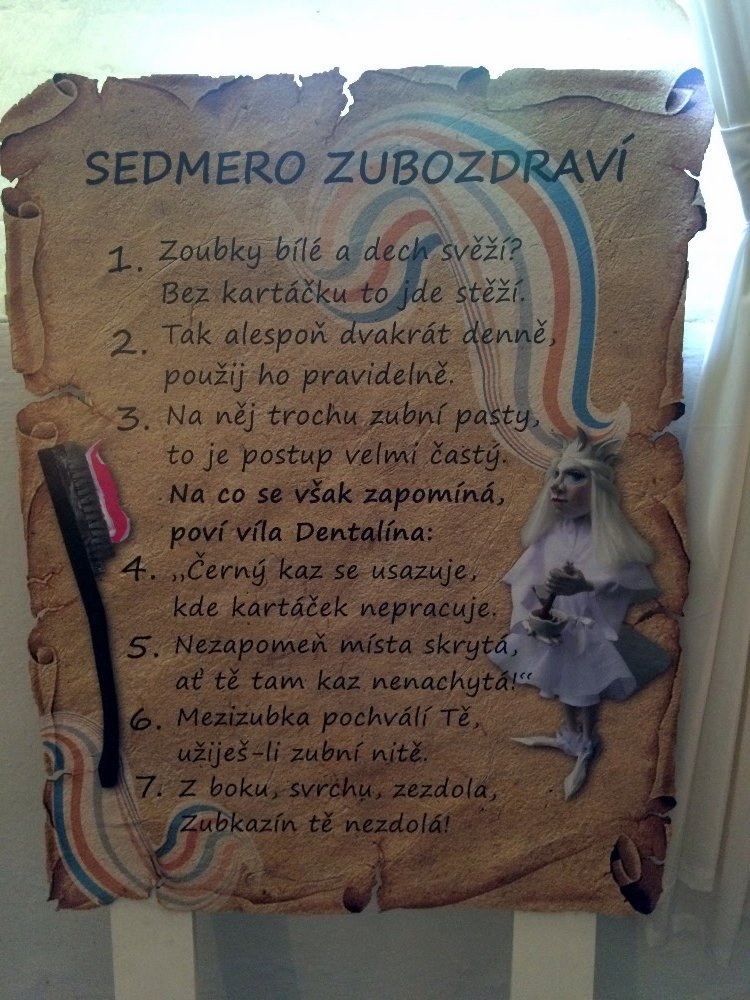 SEDMERO ZUBOZDRAVÍ
1. Zoubky bílé a dech svěží?
Bez kartáčku to jde stěží.
2. Tak alespoň dvakrát denně,
použij ho pravidelně.
3. Na něj trochu zubní pasty,
to je postup velmi častý.
Na co se však zapomíná,
poví víla Dentalína:
4. „Černý kaz se usazuje,
kde kartáček nepracuje.
5. Nezapomeň místa skrytá,
ať tě tam kaz nenachytá!“
6. Mezizubka pochválí Tě,
užiješ-li zubní nitě.
7. Z boku, svrchu, zezdola,
Zubkazín tě nezdolá!